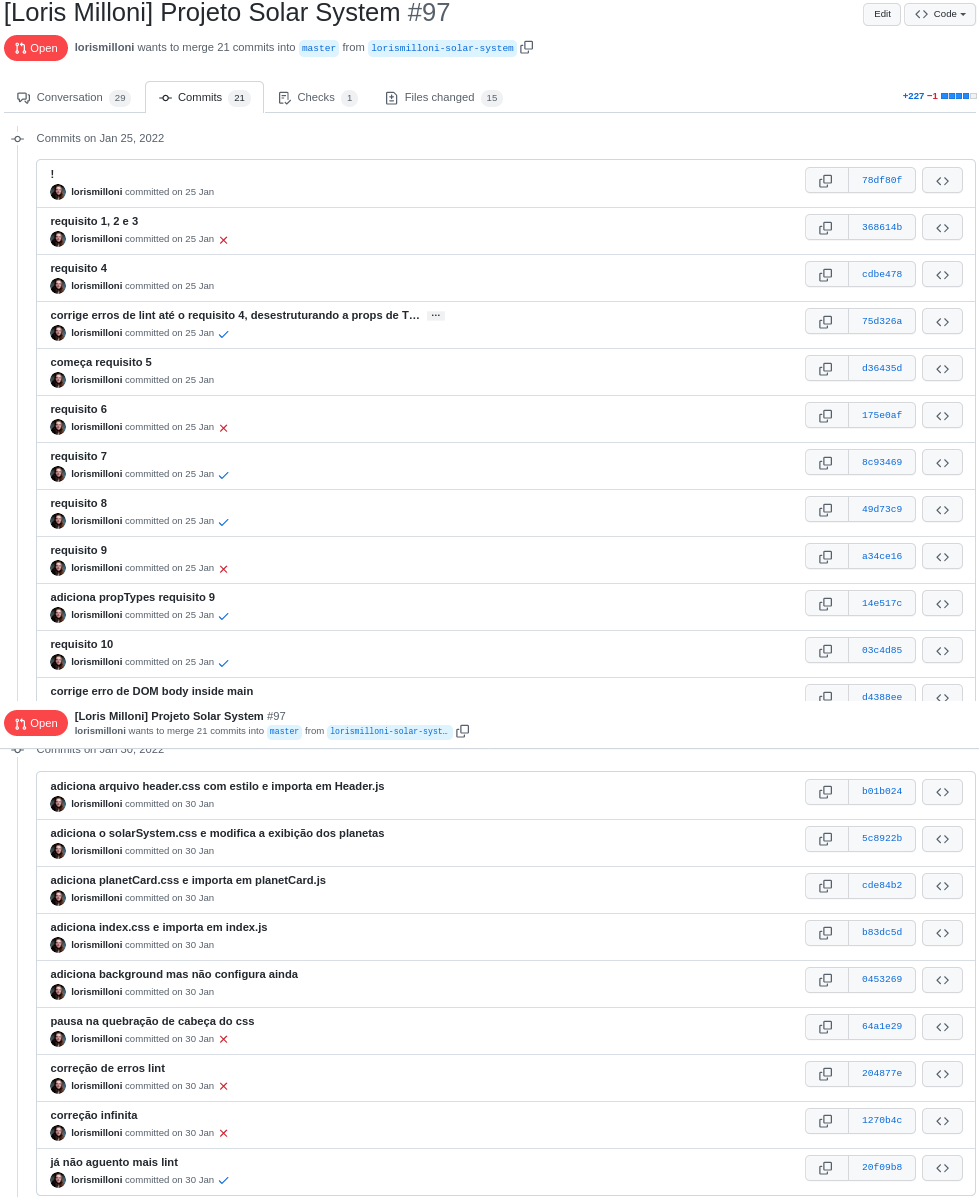 [Loris Milloni] Projeto Solar System #97
Edit
Code
Open
lorismilloni wants to merge 21 commits into master from lorismilloni-solar-system
Conversation 29
Commits 21
Checks 1
Files changed 15
+227 −1
Commits on Jan 25, 2022
!
lorismilloni committed on 25 Jan
78df80f
requisito 1, 2 e 3
lorismilloni committed on 25 Jan
368614b
requisito 4
lorismilloni committed on 25 Jan
cdbe478
corrige erros de lint até o requisito 4, desestruturando a props de T… …
lorismilloni committed on 25 Jan
75d326a
começa requisito 5
lorismilloni committed on 25 Jan
d36435d
requisito 6
lorismilloni committed on 25 Jan
175e0af
requisito 7
lorismilloni committed on 25 Jan
8c93469
requisito 8
lorismilloni committed on 25 Jan
49d73c9
requisito 9
lorismilloni committed on 25 Jan
a34ce16
adiciona propTypes requisito 9
lorismilloni committed on 25 Jan
14e517c
requisito 10
lorismilloni committed on 25 Jan
03c4d85
corrige erro de DOM body inside main
d4388ee
Open
[Loris Milloni] Projeto Solar System #97
lorismilloni wants to merge 21 commits into master from lorismilloni-solar-syst…
Commits on Jan 30, 2022
adiciona arquivo header.css com estilo e importa em Header.js
lorismilloni committed on 30 Jan
b01b024
adiciona o solarSystem.css e modifica a exibição dos planetas
lorismilloni committed on 30 Jan
5c8922b
adiciona planetCard.css e importa em planetCard.js
lorismilloni committed on 30 Jan
cde84b2
adiciona index.css e importa em index.js
lorismilloni committed on 30 Jan
b83dc5d
adiciona background mas não configura ainda
lorismilloni committed on 30 Jan
0453269
pausa na quebração de cabeça do css
lorismilloni committed on 30 Jan
64a1e29
correção de erros lint
lorismilloni committed on 30 Jan
204877e
correção infinita
lorismilloni committed on 30 Jan
1270b4c
já não aguento mais lint
lorismilloni committed on 30 Jan
20f09b8